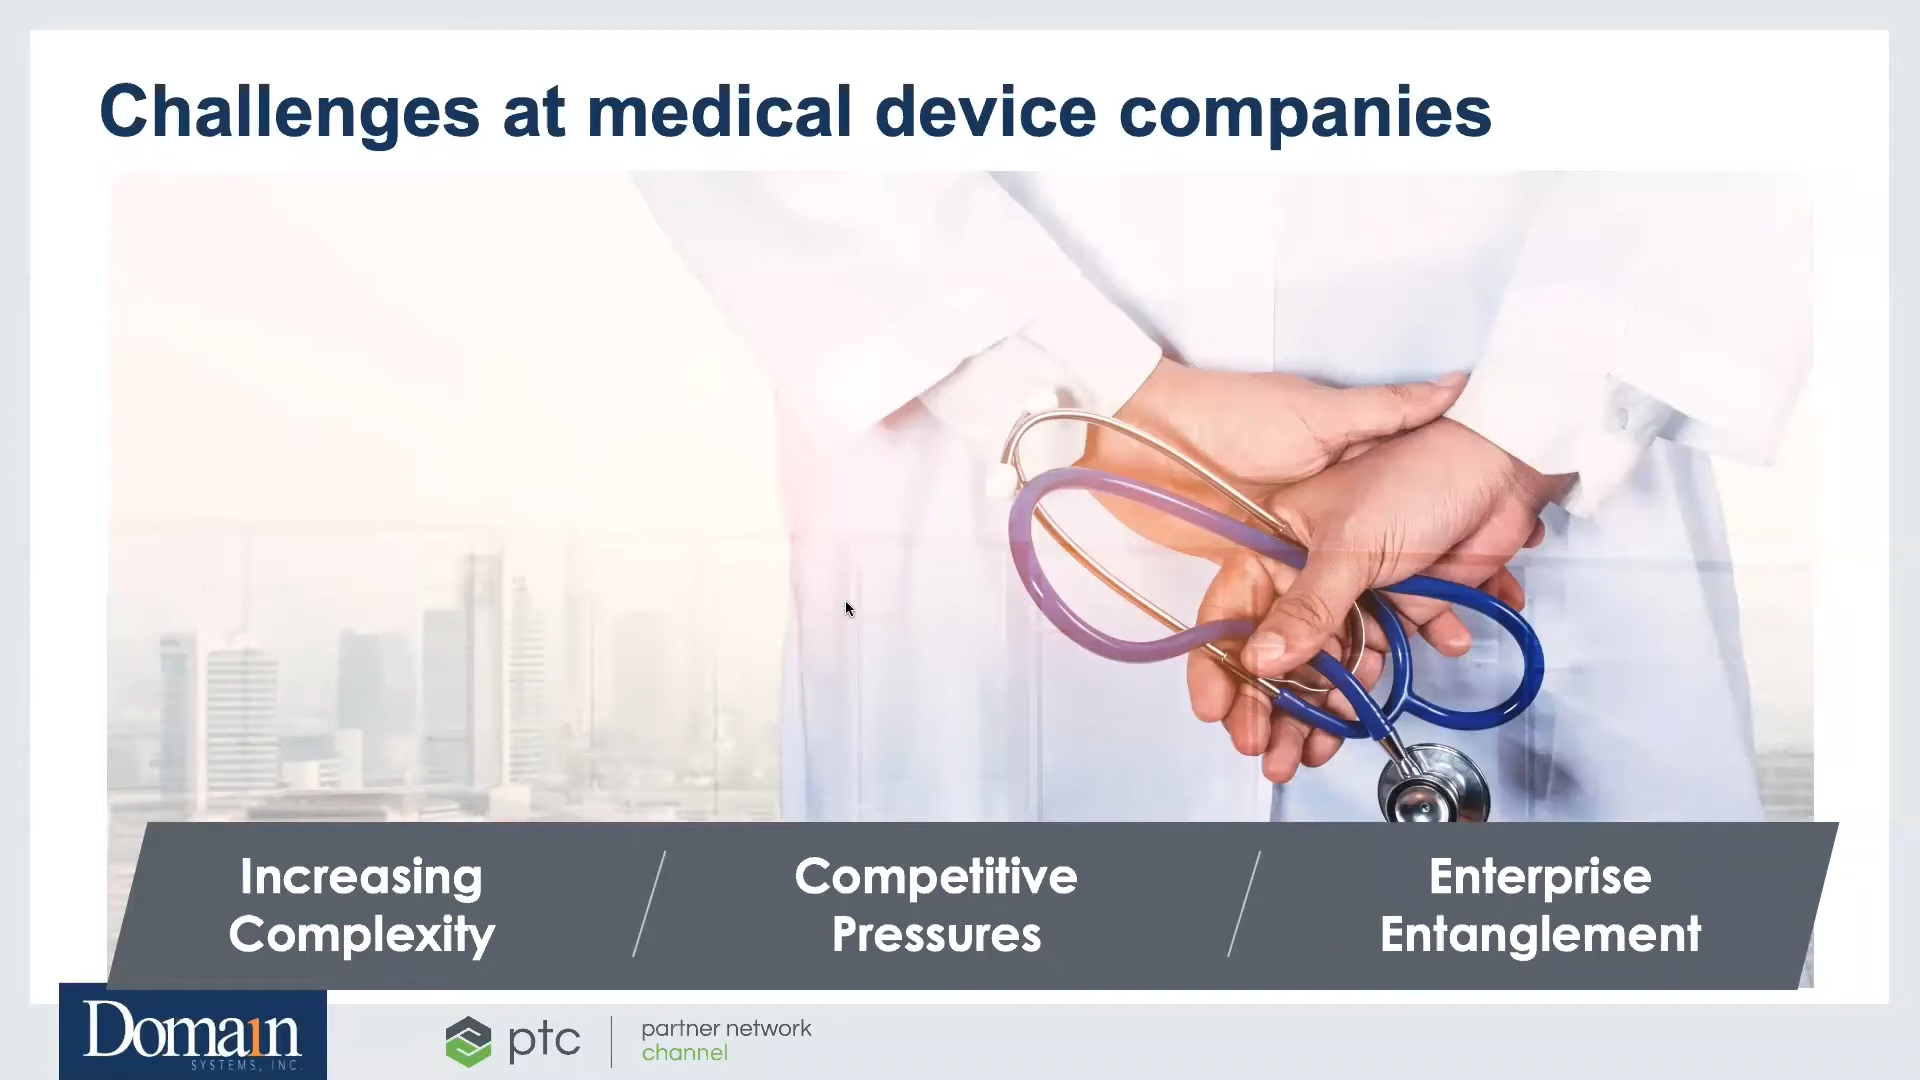 Challenges at medical device companies
Increasing
Complexity
Competitive
Pressures
Enterprise
Entanglement
Domain
SYSTEMS, INC.
ptc
partner network
channel